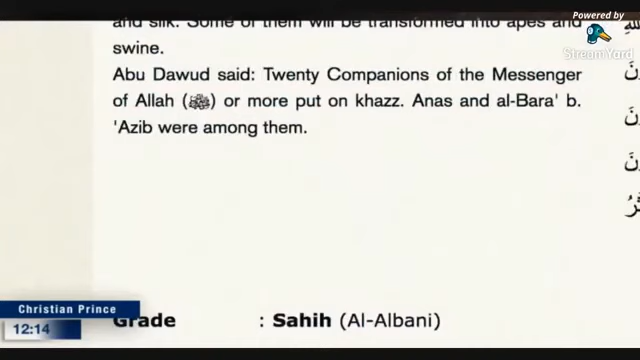 Powered by
StreamYard
and silk. Some of them will be transformed into apes and
swine.
Abu Dawud said: Twenty Companions of the Messenger
of Allah (ﷺ) or more put on khazz. Anas and al-Bara' b.
'Azib were among them.
Christian Prince
12:14
Grade : Sahih (Al-Albani)